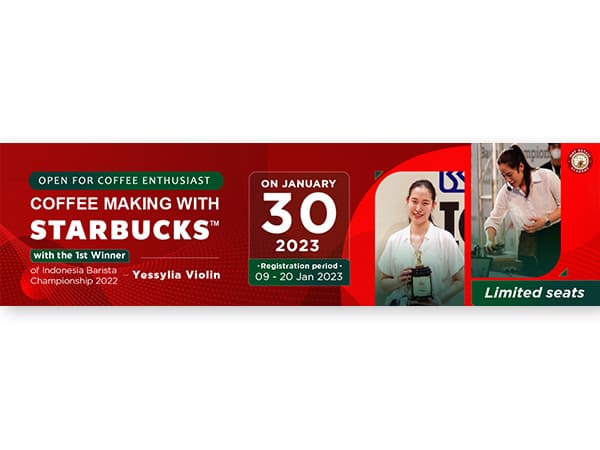 OPEN FOR COFFEE ENTHUSIAST
COFFEE MAKING WITH
STARBUCKS™
with the 1st Winner
of Indonesia Barista
Championship 2022
– Yessylia Violin
ON JANUARY
30
2023
•Registration period•
09 - 20 Jan 2023
Limited seats